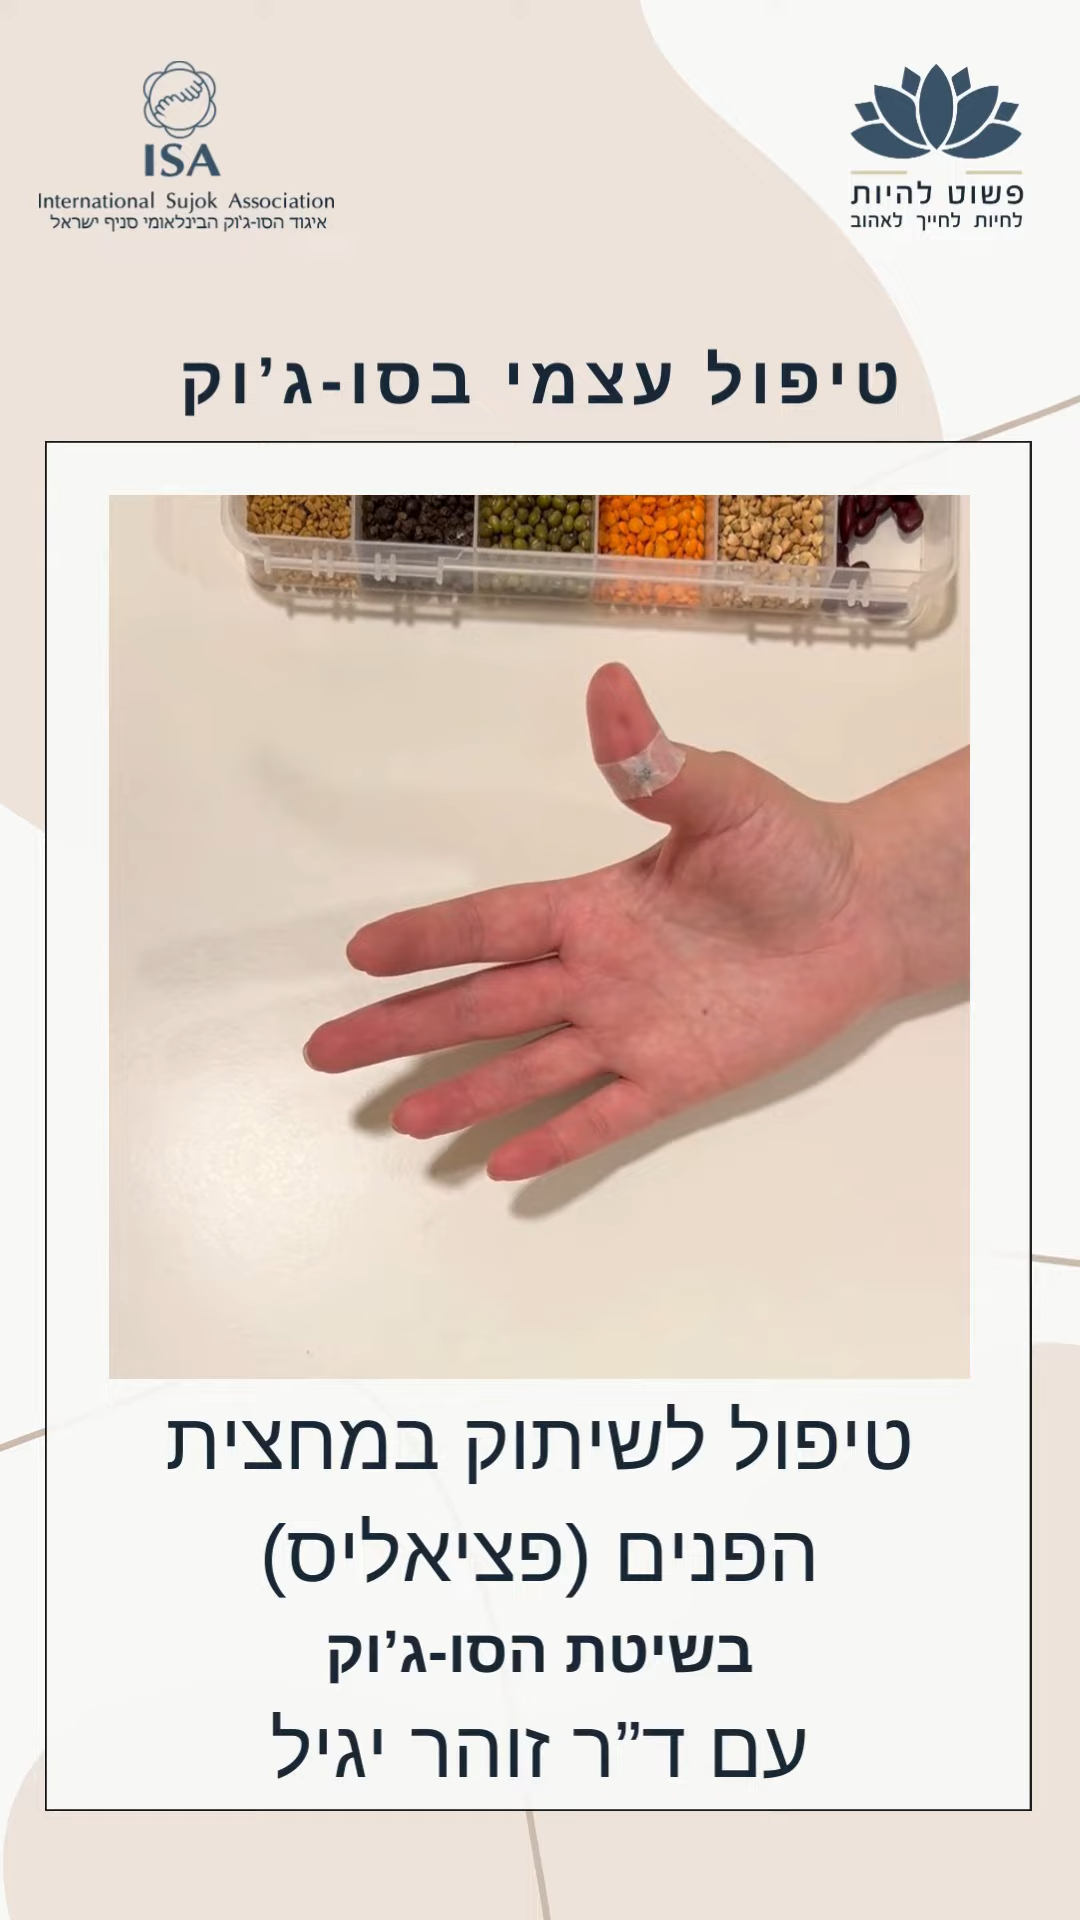 ISA
International Sujok Association
איגוד הסו-ג'וק הבינלאומי סניף ישראל
פשוט להיות
לחיות לחייך לאהוב
טיפול עצמי בסו-ג’וק
טיפול לשיתוק במחצית
הפנים (פציאליס)
בשיטת הסו-ג’וק
עם ד”ר זוהר יגיל